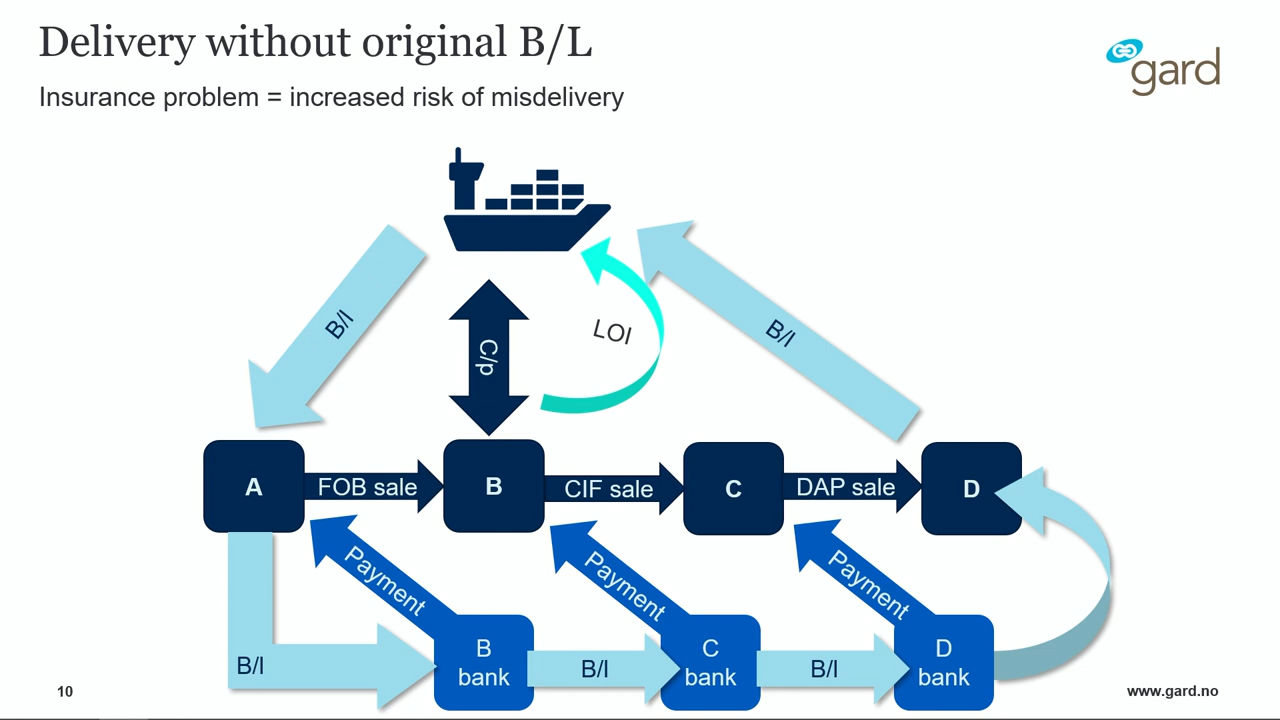 Delivery without original B/L
Insurance problem = increased risk of misdelivery
gard
B/l
C/p
LOI
B/l
A
FOB sale
B
CIF sale
C
DAP sale
D
Payment
Payment
Payment
B/l
B
bank
B/l
C
bank
B/l
D
bank
10
www.gard.no